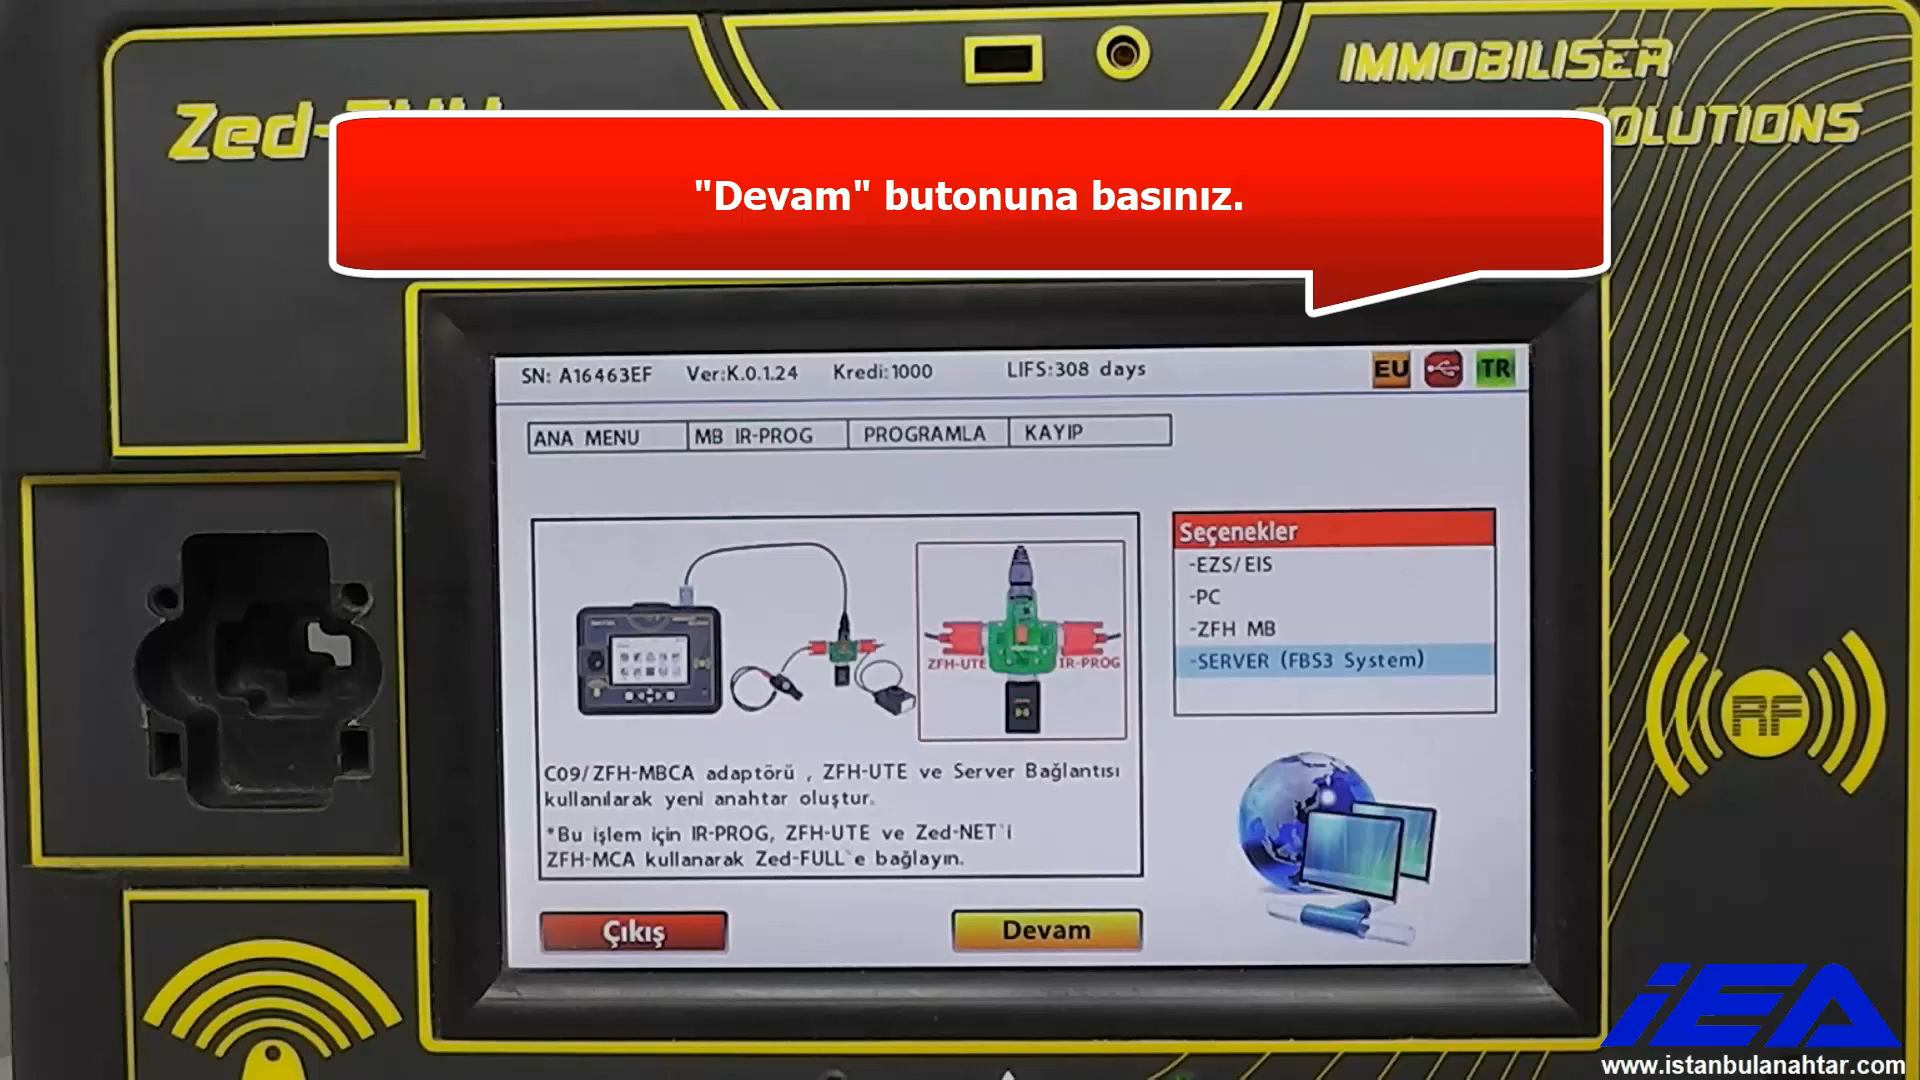 IMMOBILISER
SOLUTIONS
Zed-FULL
"Devam" butonuna basınız.
SN: A16463EF Ver:K.0.1.24 Kredi:1000 LIFS:308 days EU TR
ANA MENU MB IR-PROG PROGRAMLA KAYIP
Seçenekler
-EZS/EIS
-PC
-ZFH MB
-SERVER (FBS3 System)
ZFH-UTE IR-PROG
C09/ZFH-MBCA adaptörü , ZFH-UTE ve Server Bağlantısı
kullanılarak yeni anahtar oluştur.
*Bu işlem için IR-PROG, ZFH-UTE ve Zed-NET`i
ZFH-MCA kullanarak Zed-FULL`e bağlayın.
Çıkış Devam
RF
iEA
www.istanbulanahtar.com